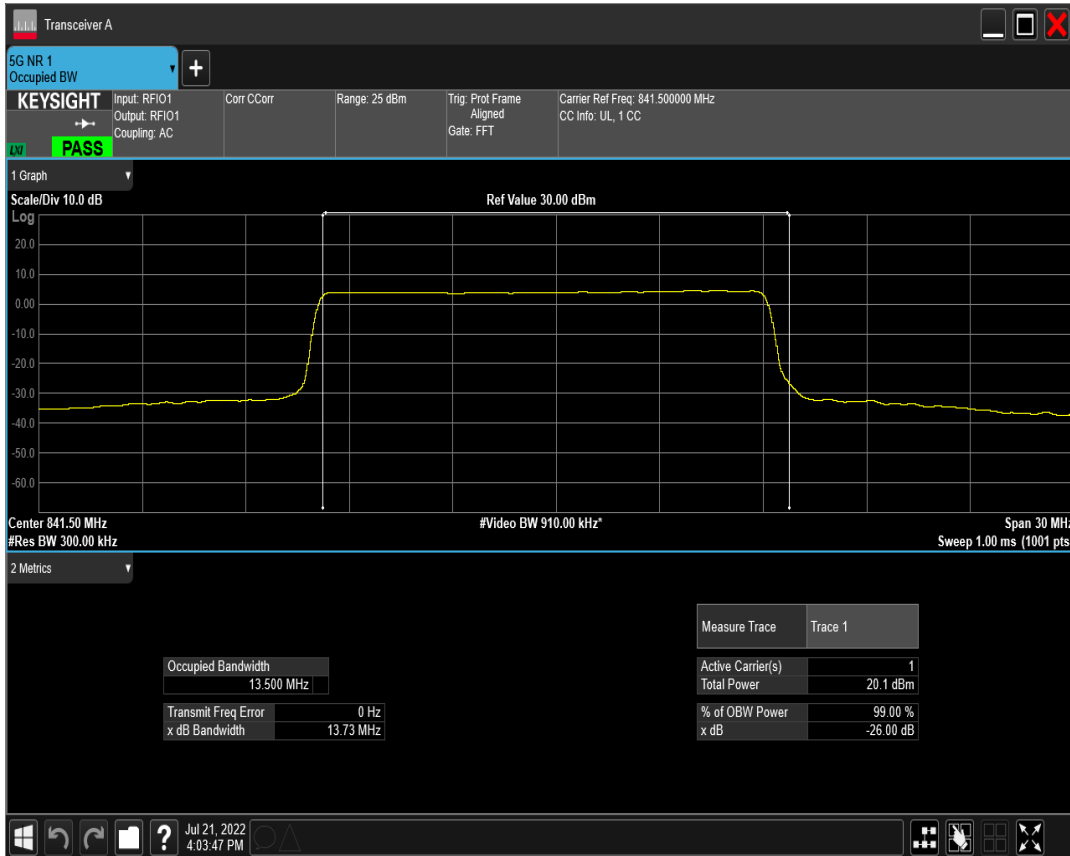 Transceiver A
5G NR 1
Occupied BW
KEYSIGHT
LXI
PASS
Input: RFIO1
Output: RFIO1
Coupling: AC
Corr CCorr
Range: 25 dBm
Trig: Prot Frame
Aligned
Gate: FFT
Carrier Ref Freq: 841.500000 MHz
CC Info: UL, 1 CC
1 Graph
Scale/Div 10.0 dB
Ref Value 30.00 dBm
Log
20.0
10.0
0.00
-10.0
-20.0
-30.0
-40.0
-50.0
-60.0
Center 841.50 MHz
#Video BW 910.00 kHz*
Span 30 MHz
#Res BW 300.00 kHz
Sweep 1.00 ms (1001 pts
2 Metrics
Measure Trace Trace 1
Occupied Bandwidth
13.500 MHz
Active Carrier(s) 1
Total Power 20.1 dBm
Transmit Freq Error 0 Hz
x dB Bandwidth 13.73 MHz
% of OBW Power 99.00 %
x dB -26.00 dB
?
Jul 21, 2022
4:03:47 PM